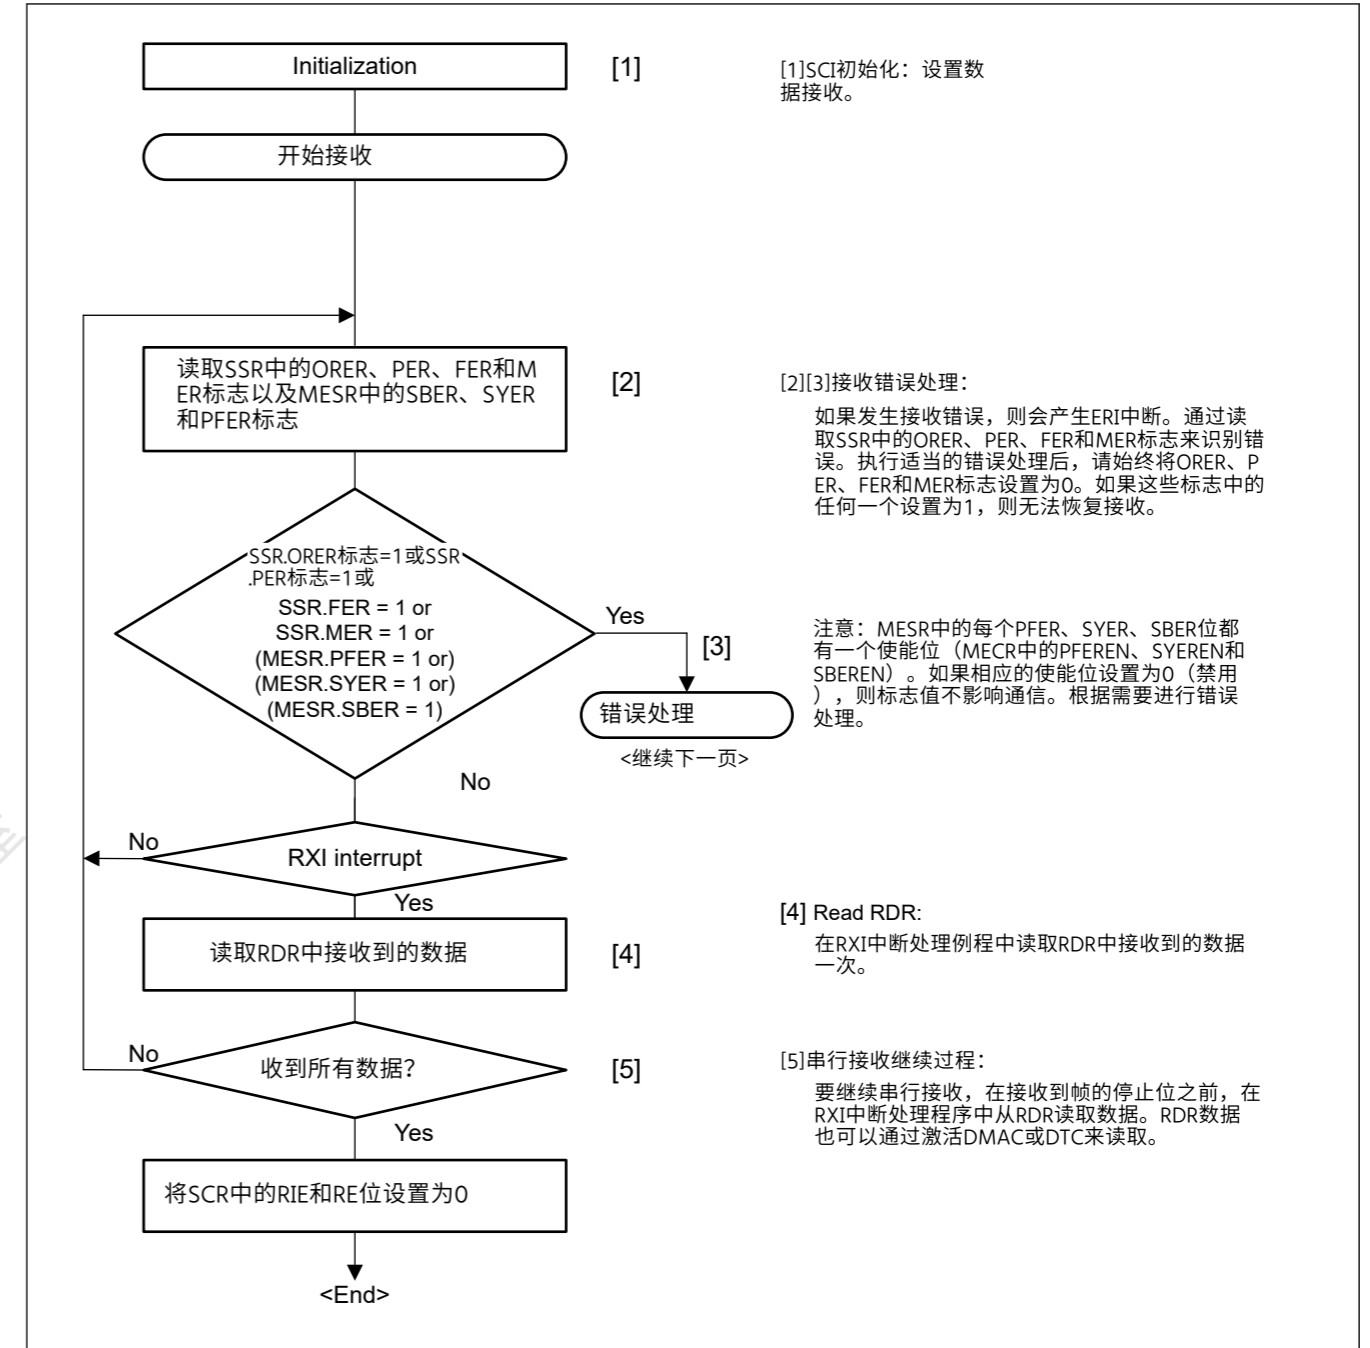 Initialization
[1]
[1]SCI初始化：设置数
据接收。
开始接收
读取SSR中的ORER、PER、FER和M
ER标志以及MESR中的SBER、SYER
和PFER标志
[2]
[2][3]接收错误处理：
如果发生接收错误，则会产生ERI中断。通过读
取SSR中的ORER、PER、FER和MER标志来识别错
误。执行适当的错误处理后，请始终将ORER、P
ER、FER和MER标志设置为0。如果这些标志中的
任何一个设置为1，则无法恢复接收。
SSR.ORER标志=1或SSR
.PER标志=1或
SSR.FER = 1 or
SSR.MER = 1 or
(MESR.PFER = 1 or)
(MESR.SYER = 1 or)
(MESR.SBER = 1)
Yes
[3]
错误处理
<继续下一页>
注意：MESR中的每个PFER、SYER、SBER位都
有一个使能位（MECR中的PFEREN、SYEREN和
SBEREN）。如果相应的使能位设置为0（禁用
），则标志值不影响通信。根据需要进行错误
处理。
No
No
RXI interrupt
Yes
读取RDR中接收到的数据
[4]
[4] Read RDR:
在RXI中断处理例程中读取RDR中接收到的数据
一次。
No
收到所有数据？
[5]
[5]串行接收继续过程：
要继续串行接收，在接收到帧的停止位之前，在
RXI中断处理程序中从RDR读取数据。RDR数据
也可以通过激活DMAC或DTC来读取。
Yes
将SCR中的RIE和RE位设置为0
<End>